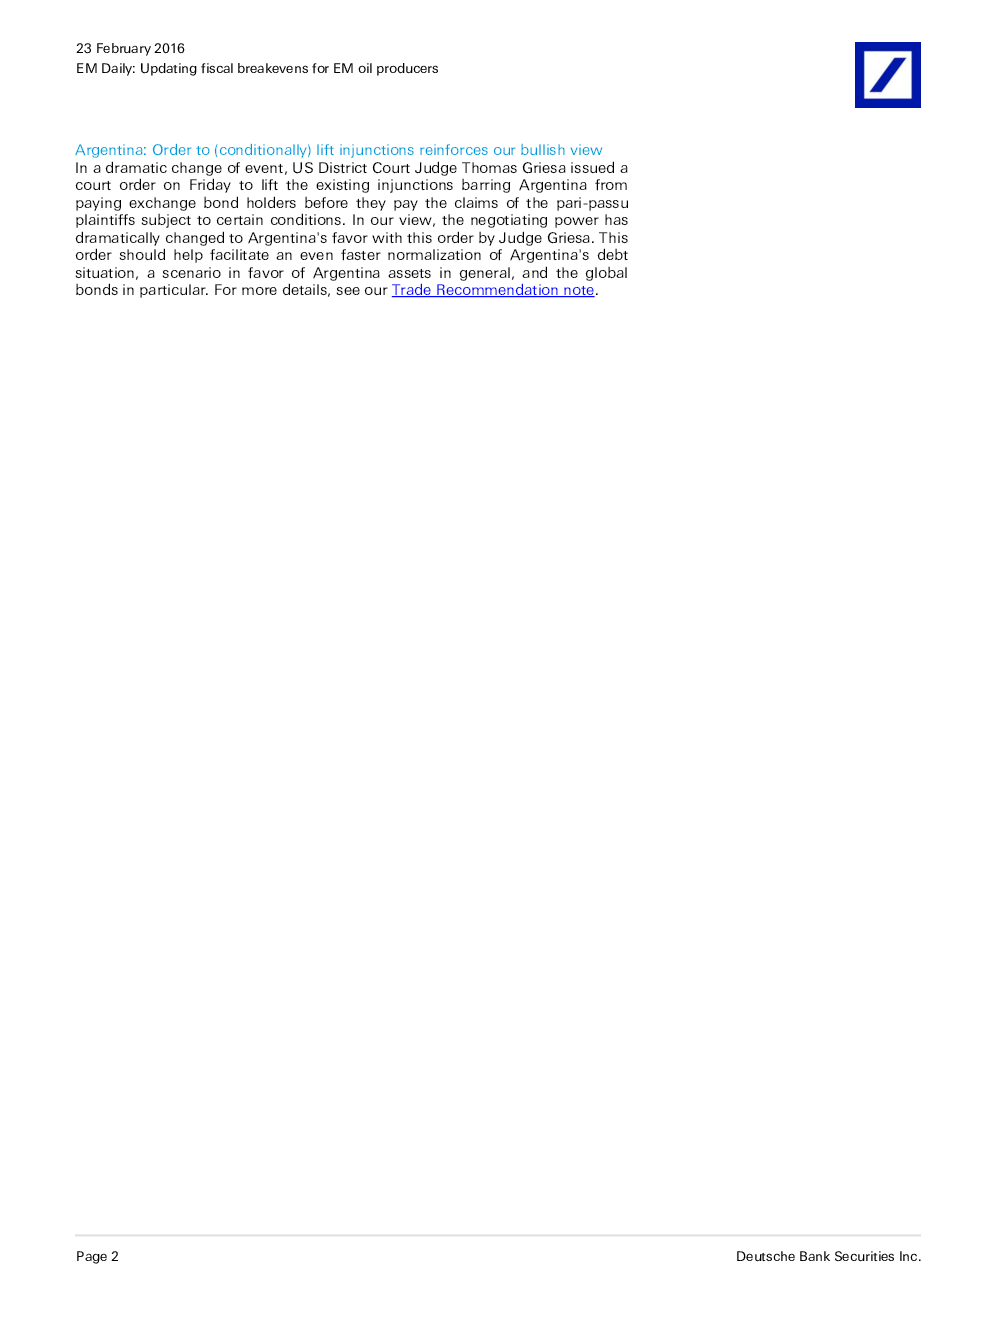 23 February 2016
EM Daily: Updating fiscal breakevens for EM oil producers
Argentina: Order to (conditionally) lift injunctions reinforces our bullish view
In a dramatic change of event, US District Court Judge Thomas Griesa issued a
court order on Friday to lift the existing injunctions barring Argentina from
paying exchange bond holders before they pay the claims of the pari-passu
plaintiffs subject to certain conditions. In our view, the negotiating power has
dramatically changed to Argentina's favor with this order by Judge Griesa. This
order should help facilitate an even faster normalization of Argentina's debt
situation, a scenario in favor of Argentina assets in general, and the global
bonds in particular. For more details, see our Trade Recommendation note.
Page 2
Deutsche Bank Securities Inc.